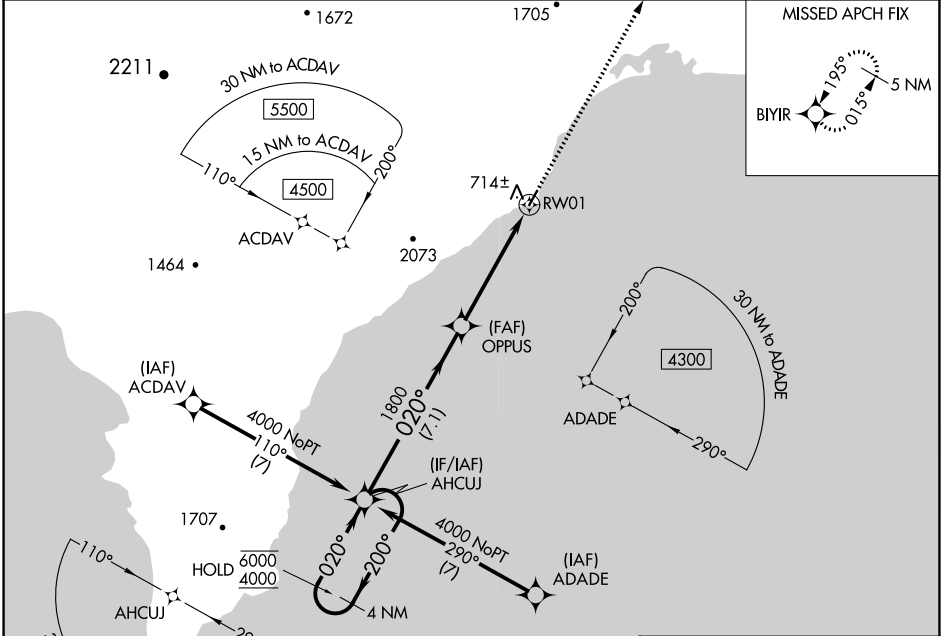 1672
1705
MISSED APCH FIX
195°
015°
5 NM
BIYIR
2211
30 NM to ACDAV
5500
15 NM to ACDAV
4500
110°
200°
ACDAV
714±
RW01
2073
1464
(FAF)
OPPUS
200°
30 NM to ADADE
4300
ADADE
290°
(IAF)
ACDAV
4000 NoPT
110°
(7)
1800
020°
(7.1)
(IF/IAF)
AHCUJ
1707
4000 NoPT
290°
(7)
(IAF)
ADADE
HOLD
6000
4000
020°
200°
4 NM
110°
AHCUJ